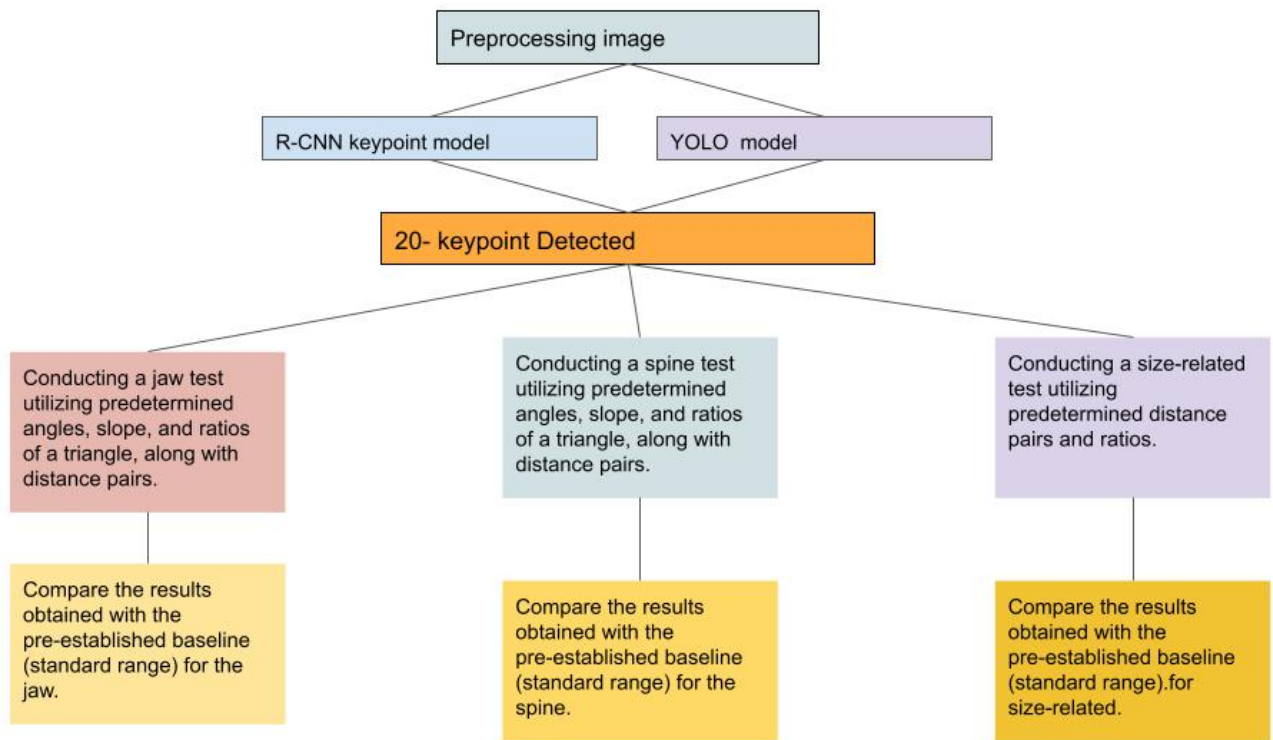 Preprocessing image
R-CNN keypoint model
YOLO model
20- keypoint Detected
Conducting a jaw test
utilizing predetermined
angles, slope, and ratios
of a triangle, along with
distance pairs.
Conducting a spine test
utilizing predetermined
angles, slope, and ratios
of a triangle, along with
distance pairs.
Conducting a size-related
test utilizing
predetermined distance
pairs and ratios.
Compare the results
obtained with the
pre-established baseline
(standard range) for the
jaw.
Compare the results
obtained with the
pre-established baseline
(standard range) for the
spine.
Compare the results
obtained with the
pre-established baseline
(standard range).for
size-related.